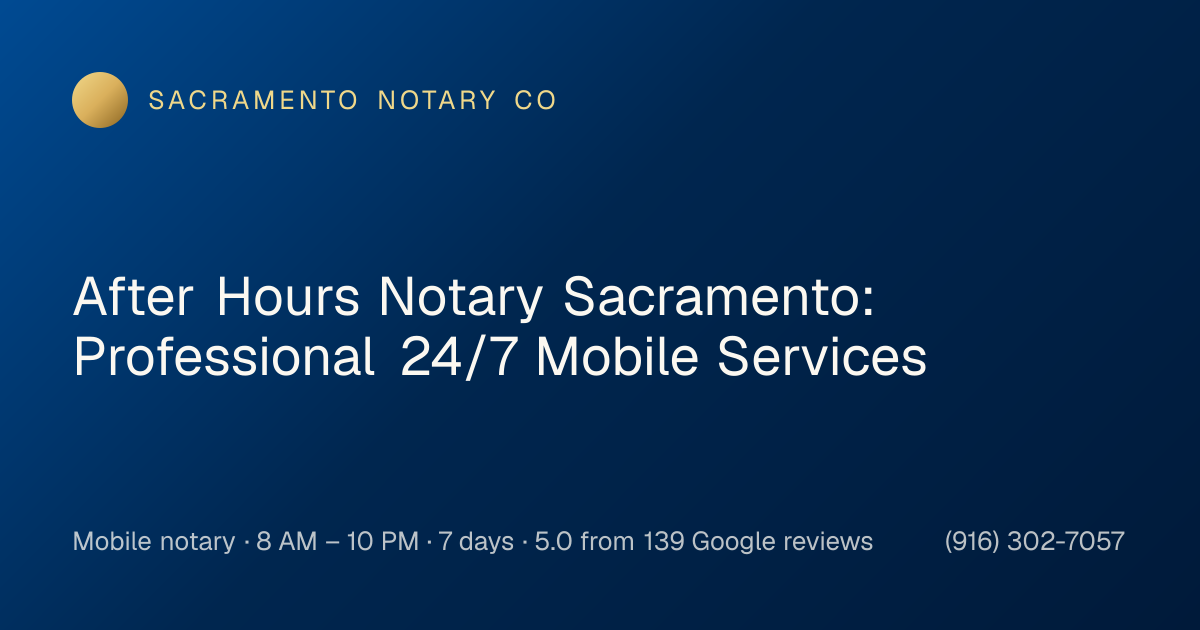 SACRAMENTO NOTARY CO
After Hours Notary Sacramento:
Professional 24/7 Mobile Services
Mobile notary · 8 AM – 10 PM · 7 days · 5.0 from 139 Google reviews
(916) 302-7057